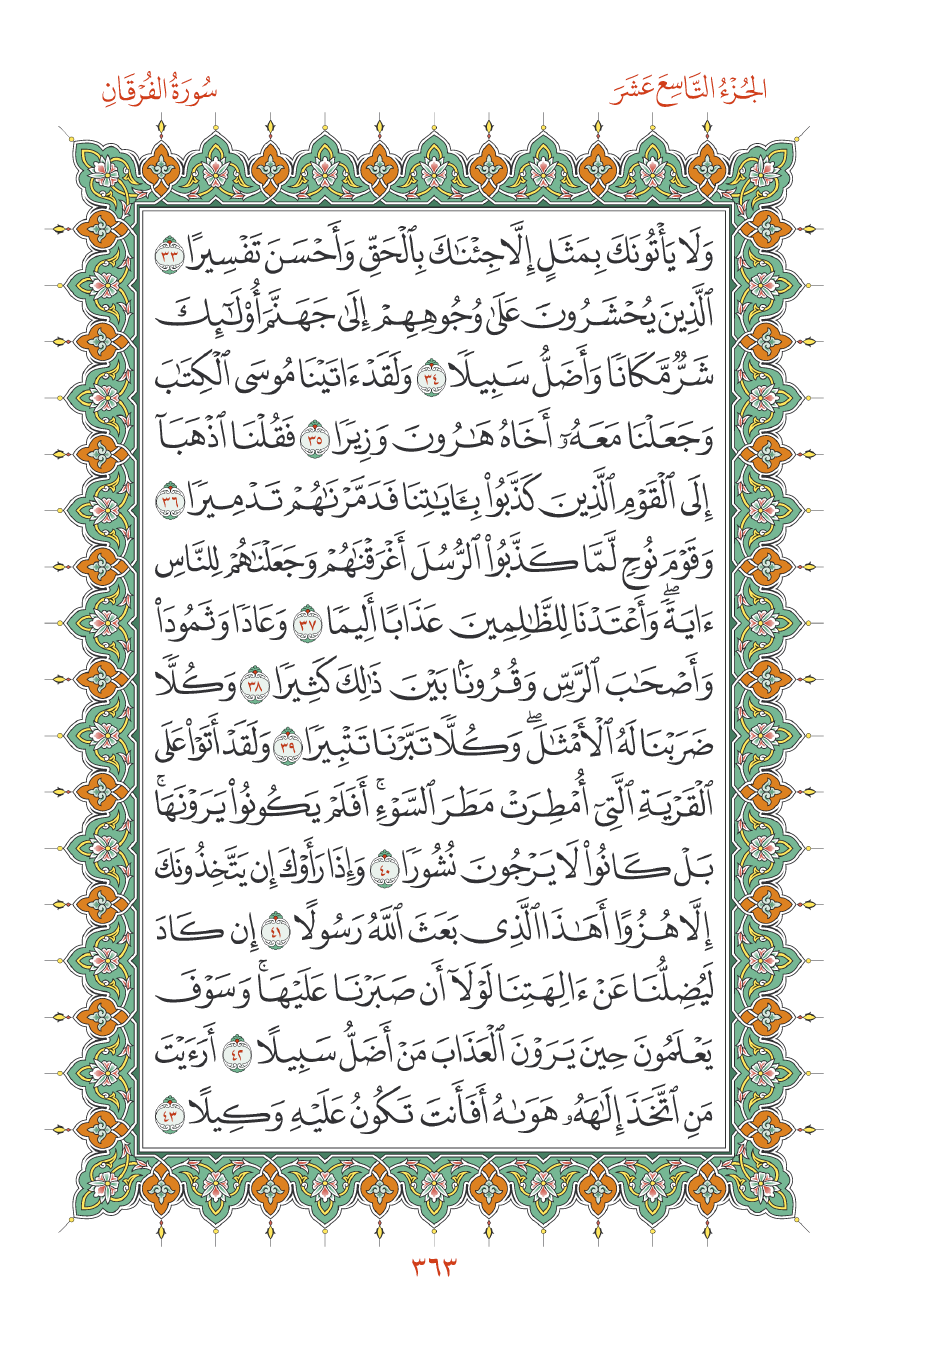 الجُزْءُ التَّاسِعَ عَشَرَ
سُورَةُ الفُرْقَانِ
وَلَا يَأْتُونَكَ بِمَثَلٍ إِلَّا جِئْنَٰكَ بِٱلْحَقِّ وَأَحْسَنَ تَفْسِيرًا ٣٣
ٱلَّذِينَ يُحْشَرُونَ عَلَىٰ وُجُوهِهِمْ إِلَىٰ جَهَنَّمَ أُو۟لَٰٓئِكَ
شَرٌّ مَّكَانًا وَأَضَلُّ سَبِيلًا ٣٤ وَلَقَدْ ءَاتَيْنَا مُوسَى ٱلْكِتَٰبَ
وَجَعَلْنَا مَعَهُۥٓ أَخَاهُ هَٰرُونَ وَزِيرًا ٣٥ فَقُلْنَا ٱذْهَبَآ
إِلَى ٱلْقَوْمِ ٱلَّذِينَ كَذَّبُوا۟ بِـَٔايَٰتِنَا فَدَمَّرْنَٰهُمْ تَدْمِيرًا ٣٦
وَقَوْمَ نُوحٍ لَّمَّا كَذَّبُوا۟ ٱلرُّسُلَ أَغْرَقْنَٰهُمْ وَجَعَلْنَٰهُمْ لِلنَّاسِ
ءَايَةً ۖ وَأَعْتَدْنَا لِلظَّٰلِمِينَ عَذَابًا أَلِيمًا ٣٧ وَعَادًا وَثَمُودَا۟
وَأَصْحَٰبَ ٱلرَّسِّ وَقُرُونًۢا بَيْنَ ذَٰلِكَ كَثِيرًا ٣٨ وَكُلًّا
ضَرَبْنَا لَهُ ٱلْأَمْثَٰلَ ۖ وَكُلًّا تَبَّرْنَا تَتْبِيرًا ٣٩ وَلَقَدْ أَتَوْا۟ عَلَى
ٱلْقَرْيَةِ ٱلَّتِىٓ أُمْطِرَتْ مَطَرَ ٱلسَّوْءِ ۚ أَفَلَمْ يَكُونُوا۟ يَرَوْنَهَا ۚ
بَلْ كَانُوا۟ لَا يَرْجُونَ نُشُورًا ٤٠ وَإِذَا رَأَوْكَ إِن يَتَّخِذُونَكَ
إِلَّا هُزُوًا أَهَٰذَا ٱلَّذِى بَعَثَ ٱللَّهُ رَسُولًا ٤١ إِن كَادَ
لَيُضِلُّنَا عَنْ ءَالِهَتِنَا لَوْلَآ أَن صَبَرْنَا عَلَيْهَا ۚ وَسَوْفَ
يَعْلَمُونَ حِينَ يَرَوْنَ ٱلْعَذَابَ مَنْ أَضَلُّ سَبِيلًا ٤٢ أَرَءَيْتَ
مَنِ ٱتَّخَذَ إِلَٰهَهُۥ هَوَىٰهُ أَفَأَنتَ تَكُونُ عَلَيْهِ وَكِيلًا ٤٣
٣٦٣